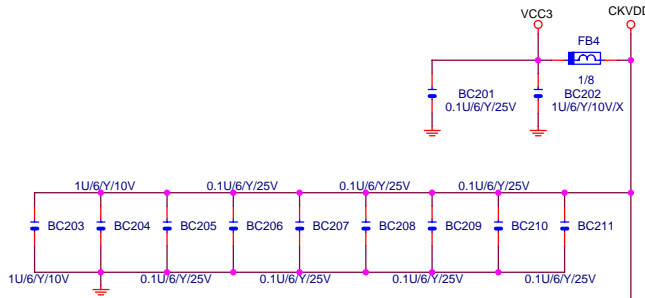 VCC3
CKVDD
FB4
1/8
BC201
0.1U/6/Y/25V
BC202
1U/6/Y/10V/X
1U/6/Y/10V
0.1U/6/Y/25V
0.1U/6/Y/25V
0.1U/6/Y/25V
BC203
BC204
BC205
BC206
BC207
BC208
BC209
BC210
BC211
1U/6/Y/10V
0.1U/6/Y/25V
0.1U/6/Y/25V
0.1U/6/Y/25V
0.1U/6/Y/25V